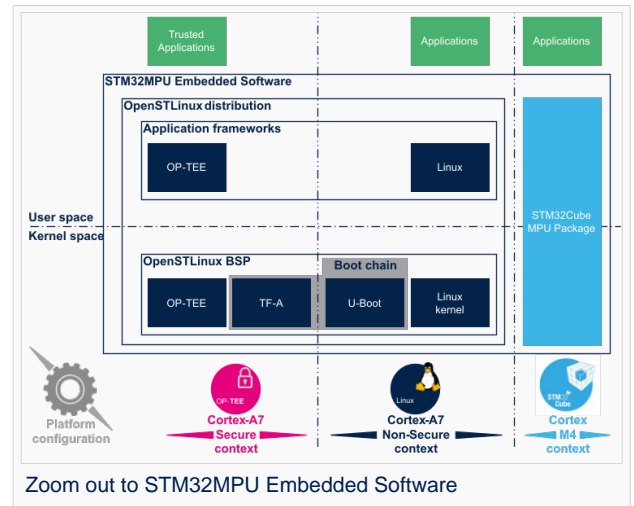 Trusted
Applications
Applications
Applications
STM32MPU Embedded Software
OpenSTLinux distribution
Application frameworks
OP-TEE
Linux
STM32Cube
MPU Package
User space
Kernel space
OpenSTLinux BSP
Boot chain
OP-TEE
TF-A
U-Boot
Linux
kernel
Platform
configuration
OP-TEE
Cortex-A7
Secure
context
Linux
Cortex-A7
Non-Secure
context
STM32
Cube
Cortex
M4
context
Zoom out to STM32MPU Embedded Software